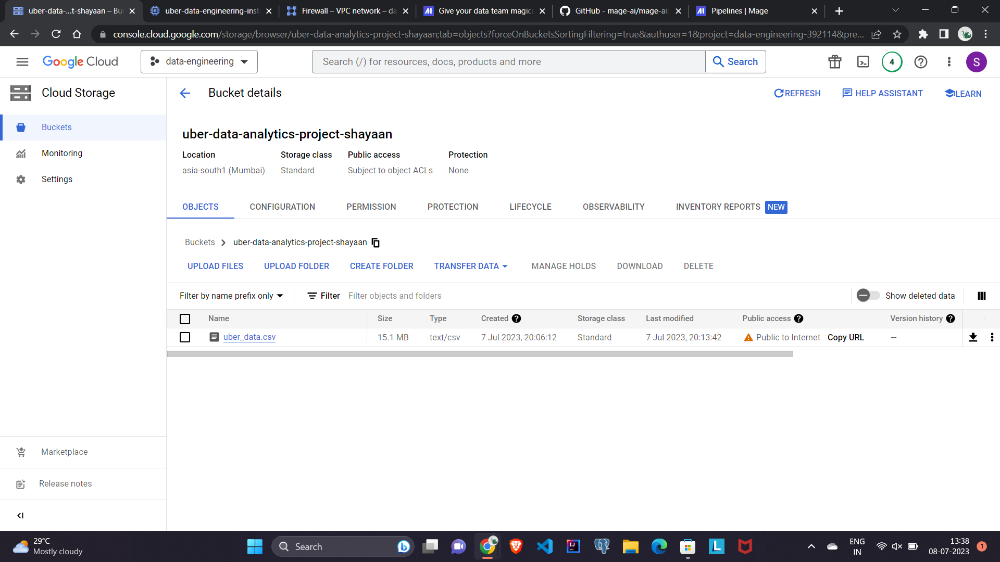 uber-data-...t-shayaan – Bu
uber-data-engineering-inst
Firewall – VPC network – da
Give your data team magica
GitHub - mage-ai/mage-ai:
Pipelines | Mage
console.cloud.google.com/storage/browser/uber-data-analytics-project-shayaan;tab=objects?forceOnBucketsSortingFiltering=true&authuser=1&project=data-engineering-392114&pre...
Google Cloud
data-engineering
Search (/) for resources, docs, products and more
Search
4
S
Cloud Storage
Bucket details
REFRESH
HELP ASSISTANT
LEARN
Buckets
Monitoring
Settings
Marketplace
Release notes
uber-data-analytics-project-shayaan
Location Storage class Public access Protection
asia-south1 (Mumbai) Standard Subject to object ACLs None
OBJECTS CONFIGURATION PERMISSION PROTECTION LIFECYCLE OBSERVABILITY INVENTORY REPORTS NEW
Buckets uber-data-analytics-project-shayaan
UPLOAD FILES UPLOAD FOLDER CREATE FOLDER TRANSFER DATA MANAGE HOLDS DOWNLOAD DELETE
Filter by name prefix only Filter Filter objects and folders Show deleted data
Name Size Type Created Storage class Last modified Public access Version history
uber_data.csv 15.1 MB text/csv 7 Jul 2023, 20:06:12 Standard 7 Jul 2023, 20:13:42 Public to Internet Copy URL —
29°C
Mostly cloudy
Search
IJ
L
ENG
IN
13:38
08-07-2023
1